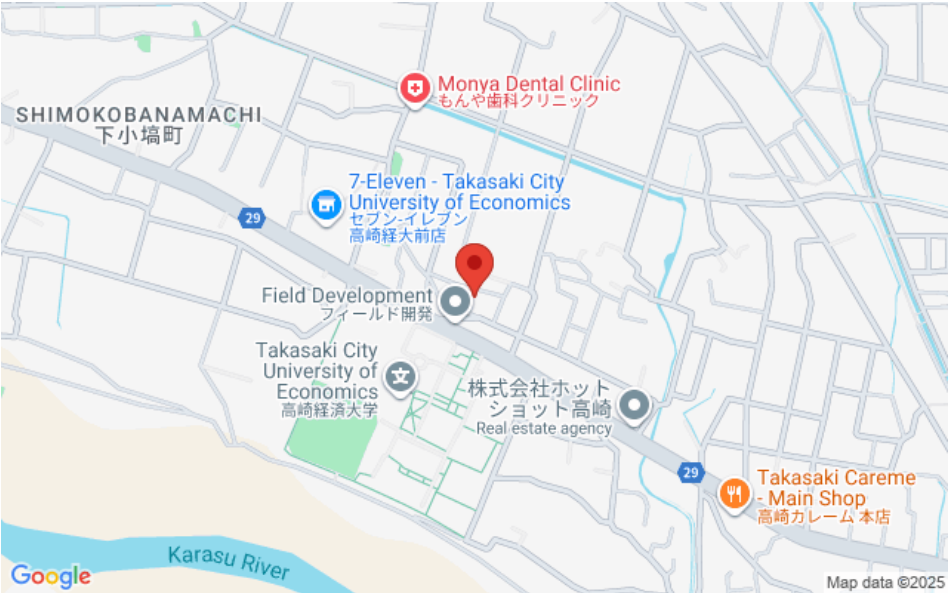 Monya Dental Clinic
もんや歯科クリニック
SHIMOKOBANAMACHI
下小塙町
7-Eleven - Takasaki City
University of Economics
セブン-イレブン
高崎経大前店
29
Field Development
フィールド開発
Takasaki City
University of
Economics
高崎経済大学
文
株式会社ホット
ショット高崎
Real estate agency
29
Takasaki Careme
- Main Shop
高崎カレーム 本店
Karasu River
Google
Map data ©2025